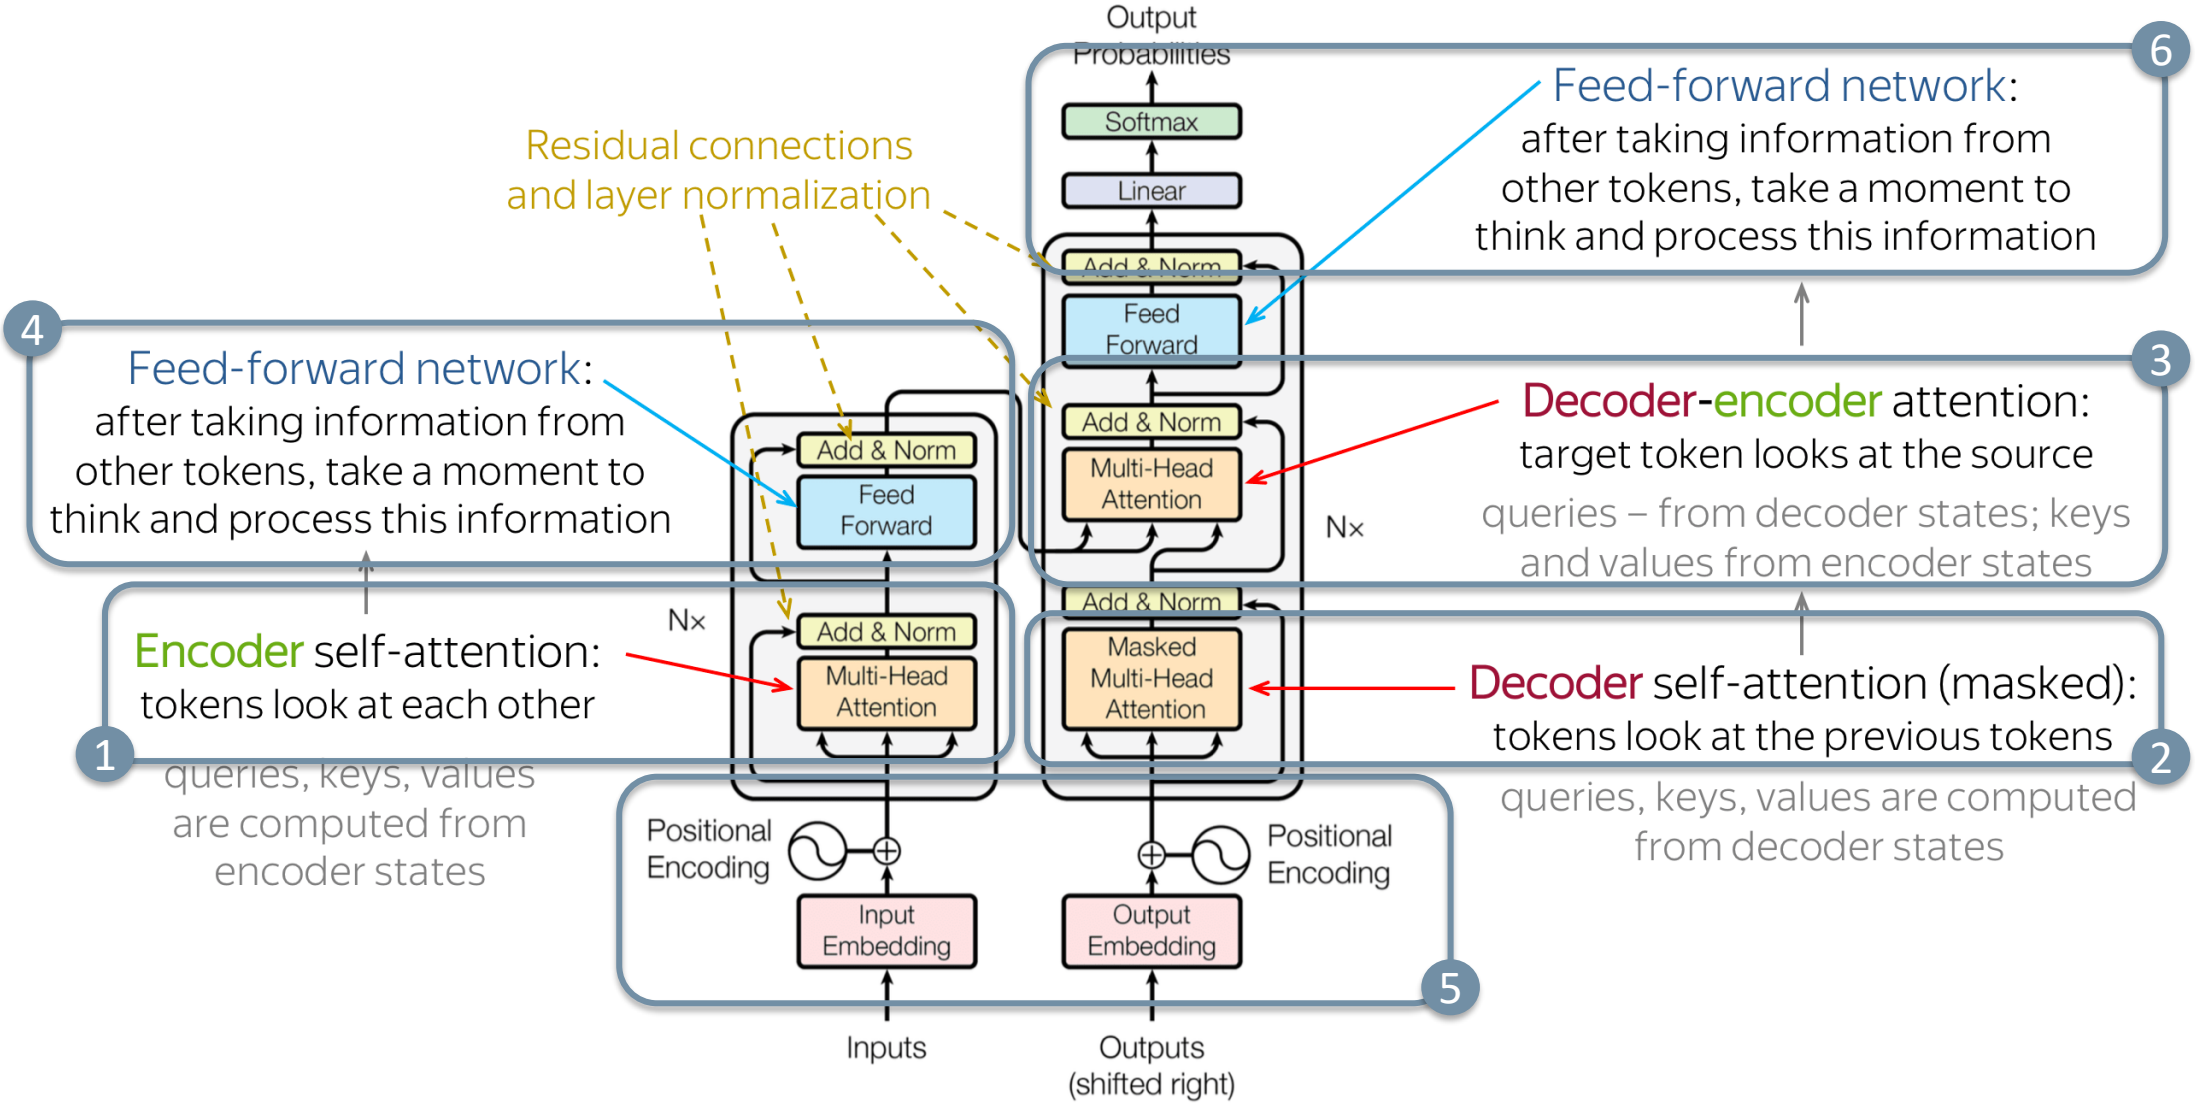 Output
Probabilities
6
Feed-forward network:
after taking information from
other tokens, take a moment to
think and process this information
Softmax
Linear
Residual connections
and layer normalization
Add & Norm
Feed
Forward
4
Feed-forward network:
after taking information from
other tokens, take a moment to
think and process this information
Add & Norm
Feed
Forward
3
Decoder-encoder attention:
target token looks at the source
queries – from decoder states; keys
and values from encoder states
Add & Norm
Multi-Head
Attention
N×
Encoder self-attention:
tokens look at each other
1
queries, keys, values
are computed from
encoder states
N×
Add & Norm
Multi-Head
Attention
Add & Norm
Masked
Multi-Head
Attention
Decoder self-attention (masked):
tokens look at the previous tokens
2
queries, keys, values are computed
from decoder states
Positional
Encoding
Positional
Encoding
Input
Embedding
Output
Embedding
5
Inputs
Outputs
(shifted right)